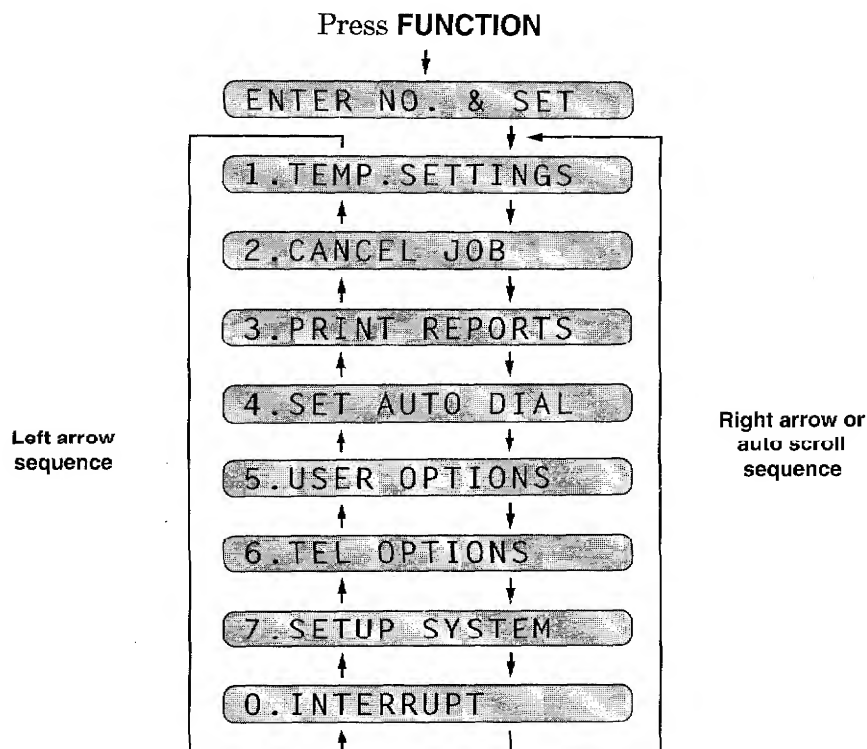 Press FUNCTION
ENTER NO. & SET
1.TEMP.SETTINGS
2.CANCEL JOB
3.PRINT REPORTS
4.SET AUTO DIAL
Left arrow
sequence
Right arrow or
auto scroll
sequence
5.USER OPTIONS
6.TEL OPTIONS
7.SETUP SYSTEM
0.INTERRUPT